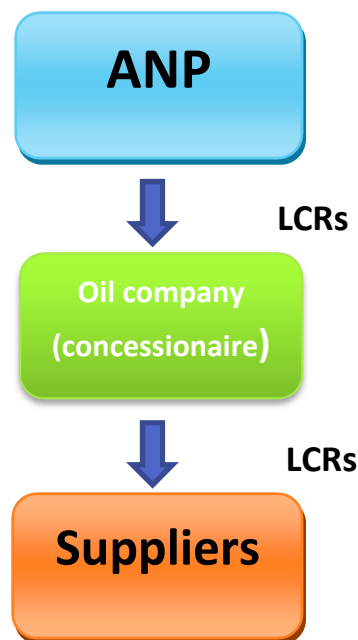 ANP
LCRs
Oil company
(concessionaire)
LCRs
Suppliers